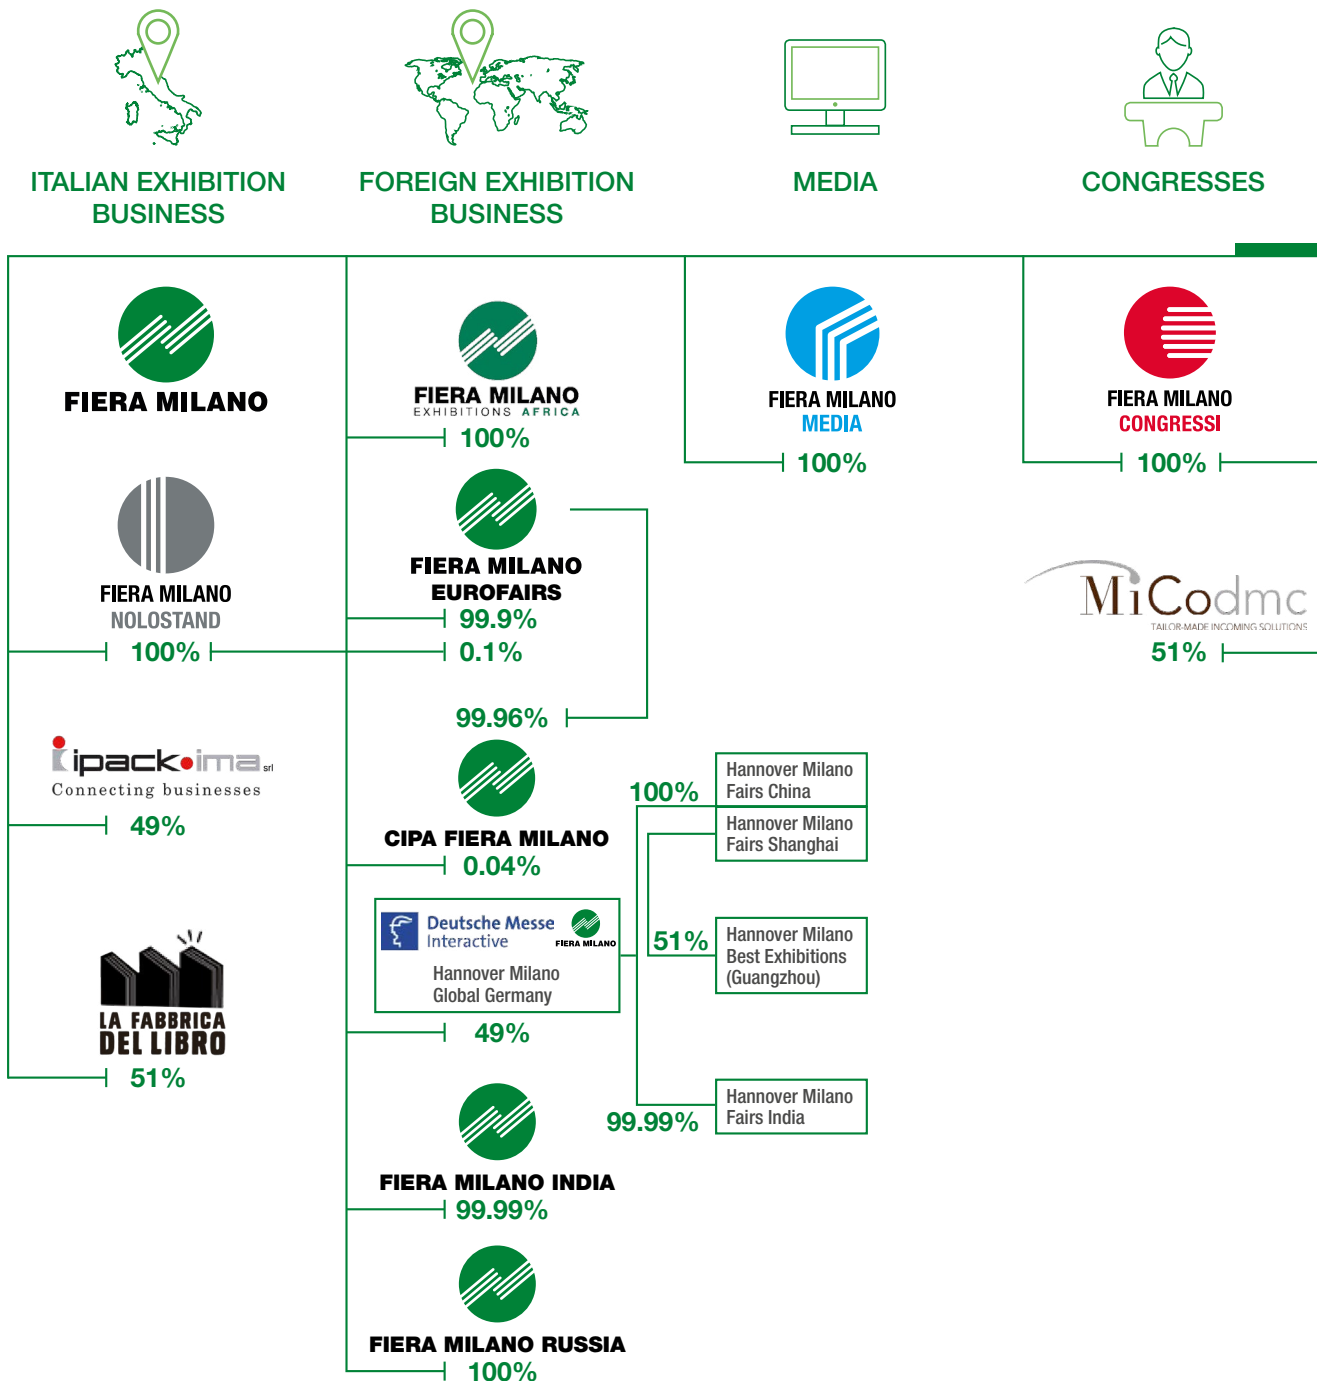 ITALIAN EXHIBITION
BUSINESS
FOREIGN EXHIBITION
BUSINESS
MEDIA
CONGRESSES
FIERA MILANO
FIERA MILANO
NOLOSTAND
100%
ipack ima srl
Connecting businesses
49%
LA FABBRICA
DEL LIBRO
51%
FIERA MILANO
EXHIBITIONS AFRICA
100%
FIERA MILANO
EUROFAIRS
99.9%
0.1%
99.96%
CIPA FIERA MILANO
0.04%
Deutsche Messe
Interactive
FIERA MILANO
Hannover Milano
Global Germany
49%
100%
Hannover Milano
Fairs China
Hannover Milano
Fairs Shanghai
51%
Hannover Milano
Best Exhibitions
(Guangzhou)
99.99%
Hannover Milano
Fairs India
FIERA MILANO INDIA
99.99%
FIERA MILANO RUSSIA
100%
FIERA MILANO
MEDIA
100%
FIERA MILANO
CONGRESSI
100%
MiCodmc
TAILOR-MADE INCOMING SOLUTIONS
51%